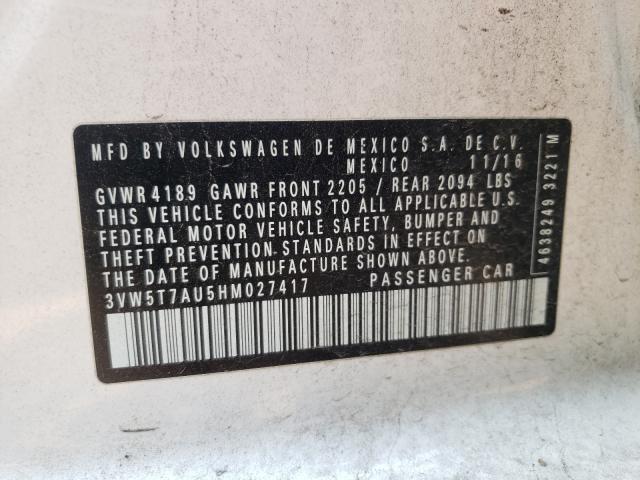 MFD BY VOLKSWAGEN DE MEXICO S.A. DE C.V.
MEXICO 11/16
GVWR 4189 GAWR FRONT 2205 / REAR 2094 LBS
THIS VEHICLE CONFORMS TO ALL APPLICABLE U.S.
FEDERAL MOTOR VEHICLE SAFETY, BUMPER AND
THEFT PREVENTION STANDARDS IN EFFECT ON
THE DATE OF MANUFACTURE SHOWN ABOVE.
3VW5T7AU5HM027417 PASSENGER CAR
4638249 3221 M